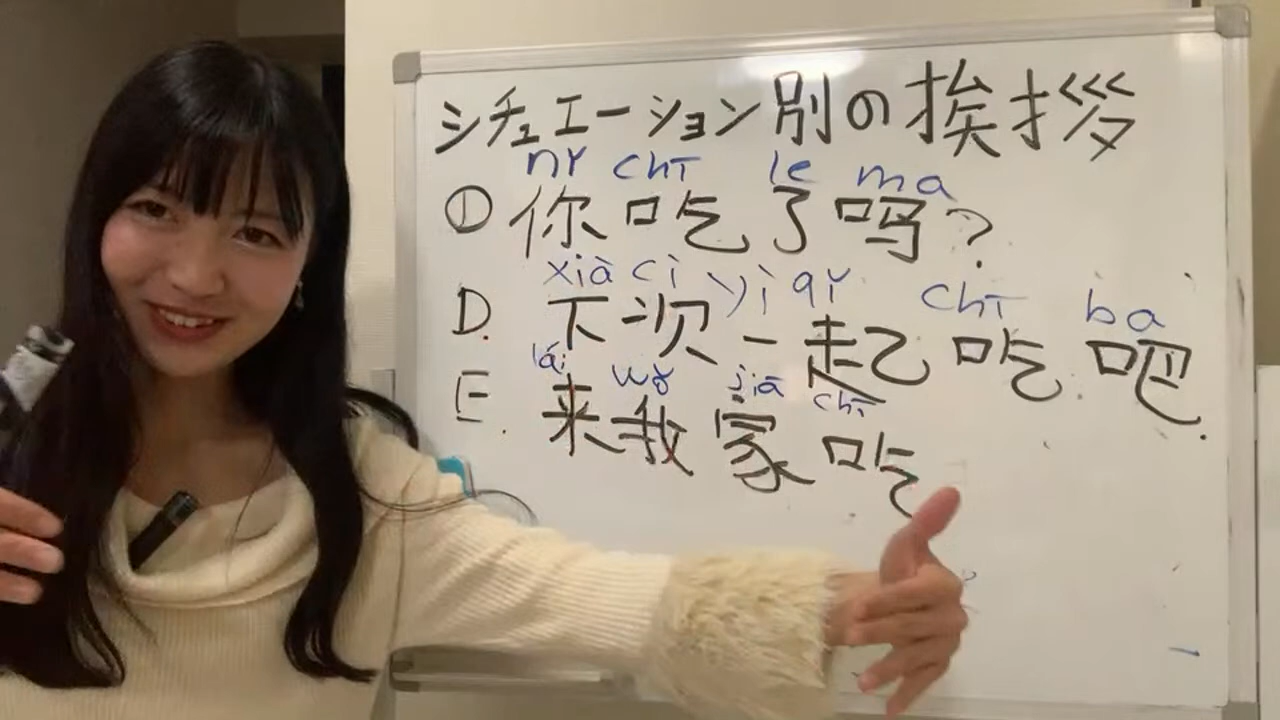 シチュエーション別の挨拶
nǐ chī le ma
① 你吃了吗?
xià cì yì qǐ chī ba
D. 下次一起吃吧.
lái wǒ jiā chī
E. 来我家吃